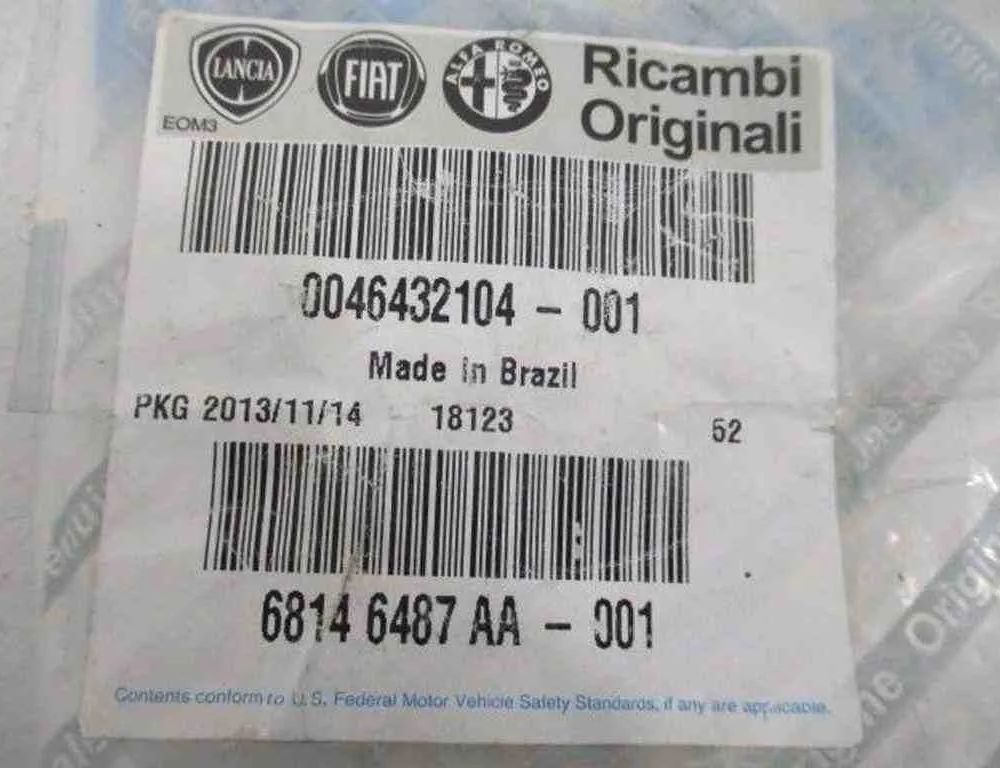 LANCIA
FIAT
ALFA ROMEO
Ricambi
Originali
EOM3
0046432104 - 001
Made in Brazil
PKG 2013/11/14 18123 52
6814 6487 AA - 001
Contents conform to U.S. Federal Motor Vehicle Safety Standards, if any are applicable.